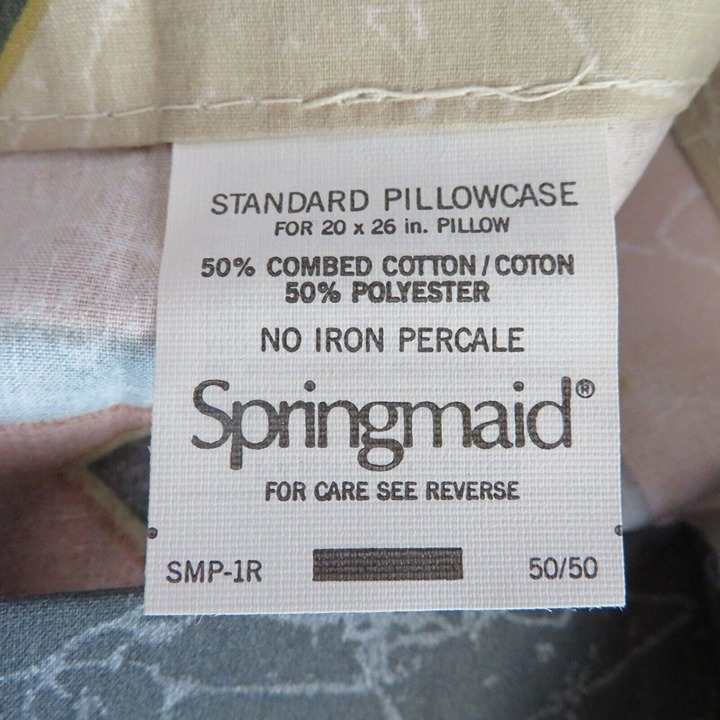 STANDARD PILLOWCASE
FOR 20 x 26 in. PILLOW
50% COMBED COTTON/COTON
50% POLYESTER
NO IRON PERCALE
Springmaid®
FOR CARE SEE REVERSE
SMP-1R 50/50